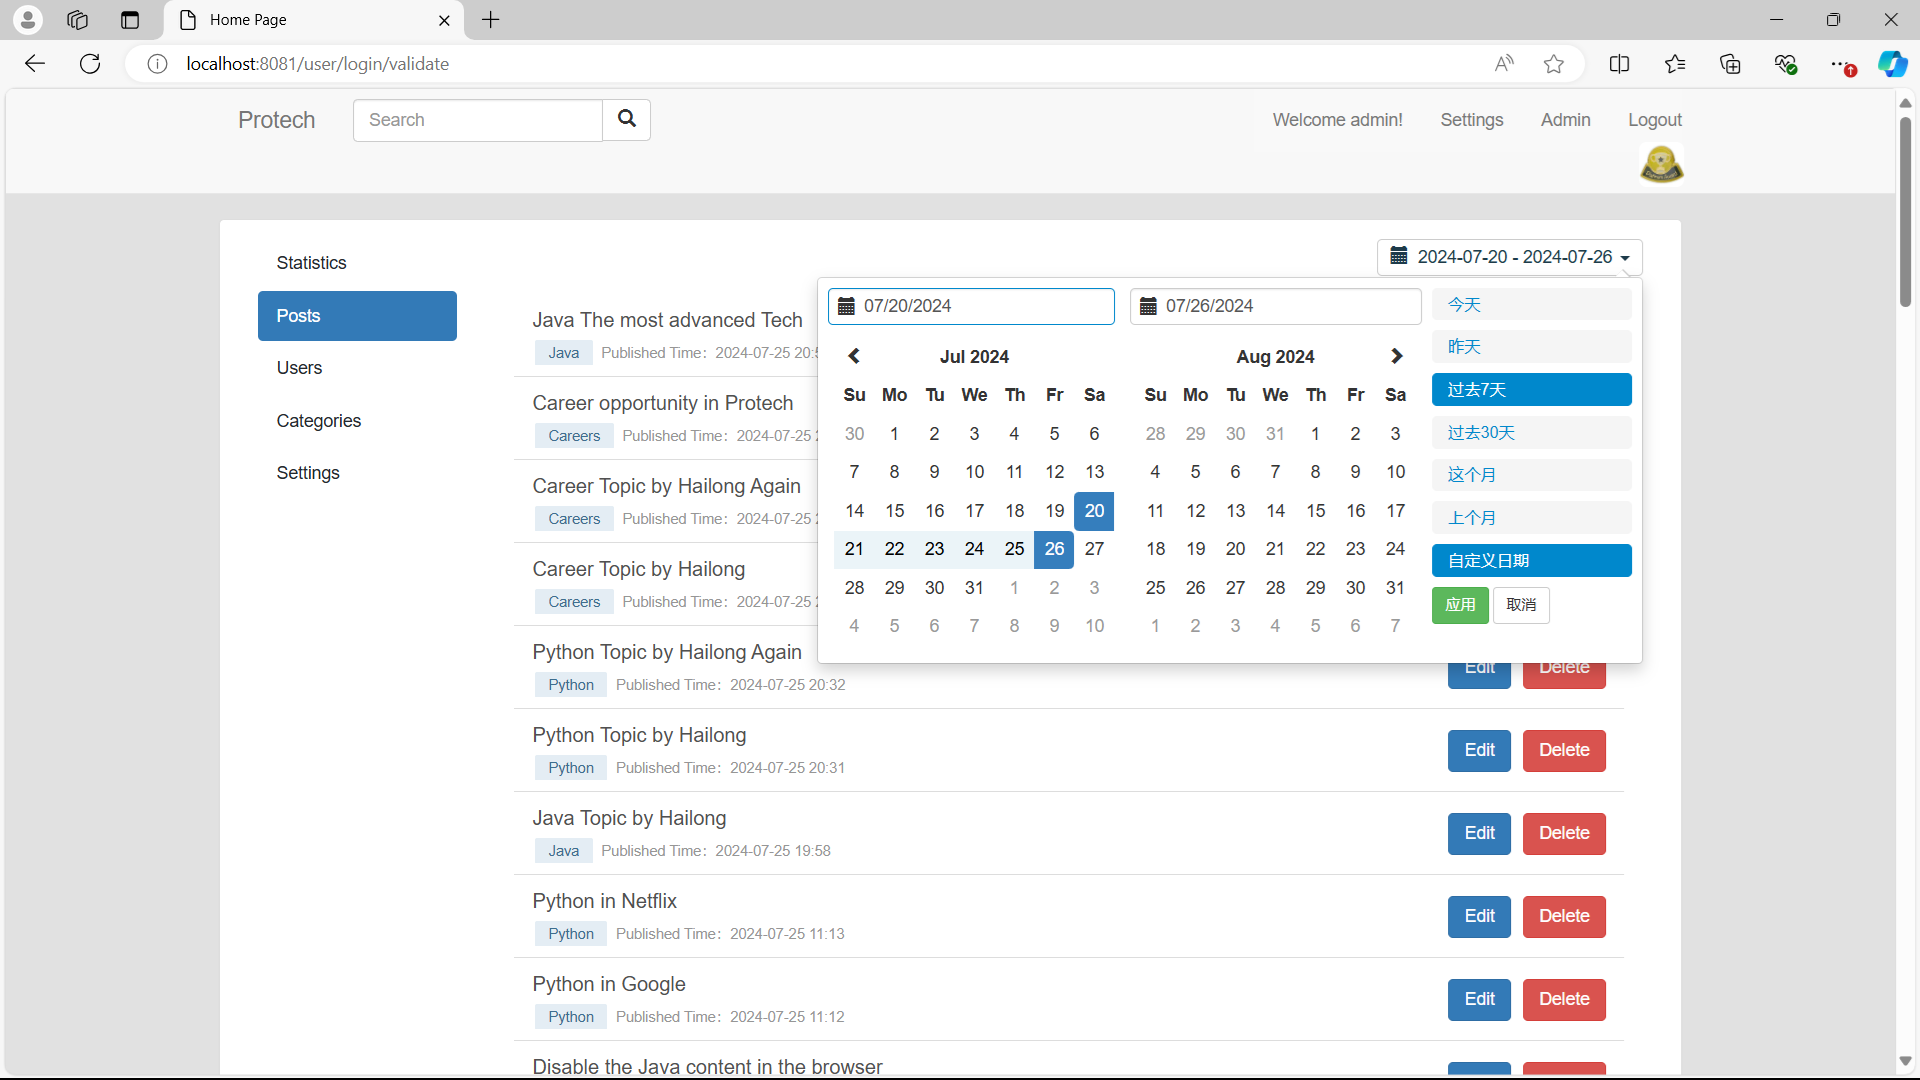 Home Page
localhost:8081/user/login/validate
Protech
Search
Welcome admin!
Settings
Admin
Logout
Statistics
Posts
Users
Categories
Settings
2024-07-20 - 2024-07-26
07/20/2024
07/26/2024
Jul 2024
Su Mo Tu We Th Fr Sa
30 1 2 3 4 5 6
7 8 9 10 11 12 13
14 15 16 17 18 19 20
21 22 23 24 25 26 27
28 29 30 31 1 2 3
4 5 6 7 8 9 10
Aug 2024
Su Mo Tu We Th Fr Sa
28 29 30 31 1 2 3
4 5 6 7 8 9 10
11 12 13 14 15 16 17
18 19 20 21 22 23 24
25 26 27 28 29 30 31
1 2 3 4 5 6 7
今天
昨天
过去7天
过去30天
这个月
上个月
自定义日期
应用 取消
Java The most advanced Tech
Java Published Time： 2024-07-25
Career opportunity in Protech
Careers Published Time： 2024-07-25
Career Topic by Hailong Again
Careers Published Time： 2024-07-25
Career Topic by Hailong
Careers Published Time： 2024-07-25
Python Topic by Hailong Again
Python Published Time： 2024-07-25 20:32
Edit Delete
Python Topic by Hailong
Python Published Time： 2024-07-25 20:31
Edit Delete
Java Topic by Hailong
Java Published Time： 2024-07-25 19:58
Edit Delete
Python in Netflix
Python Published Time： 2024-07-25 11:13
Edit Delete
Python in Google
Python Published Time： 2024-07-25 11:12
Edit Delete
Disable the Java content in the browser